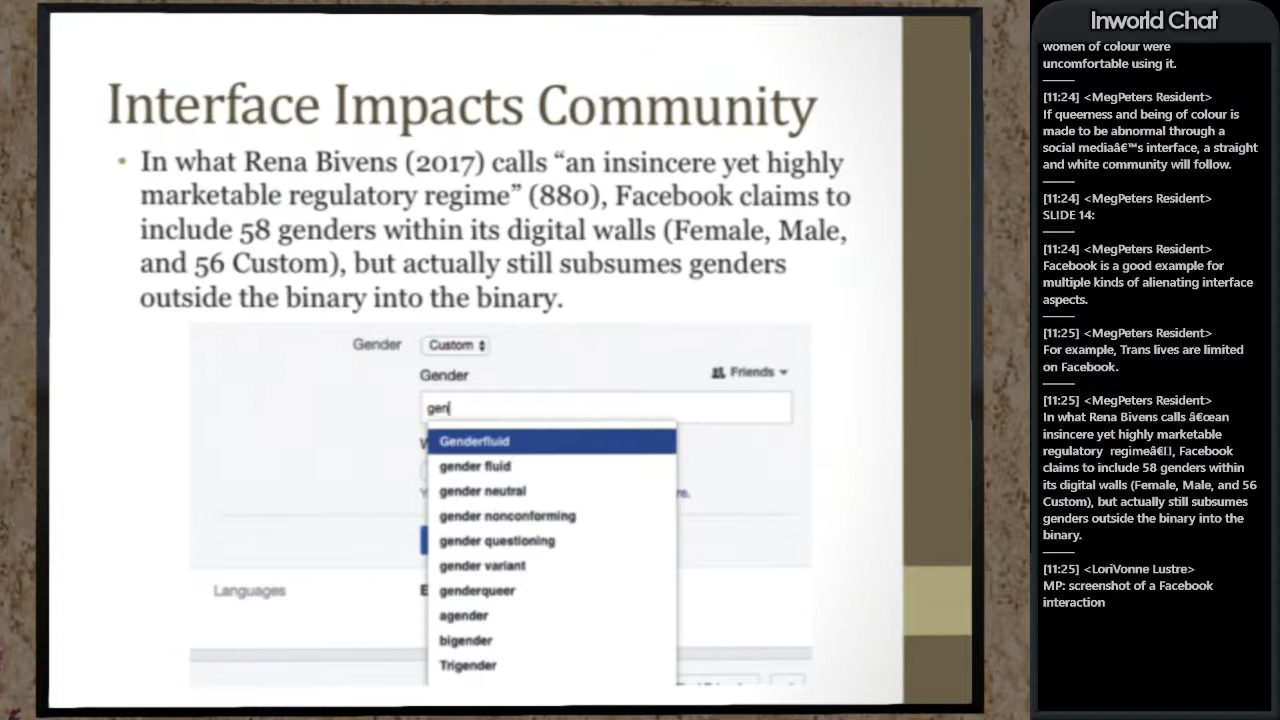 Interface Impacts Community
• In what Rena Bivens (2017) calls “an insincere yet highly
marketable regulatory regime” (880), Facebook claims to
include 58 genders within its digital walls (Female, Male,
and 56 Custom), but actually still subsumes genders
outside the binary into the binary.
Gender Custom
Gender Friends
gen
Genderfluid
gender fluid
gender neutral
gender nonconforming
gender questioning
gender variant
genderqueer
agender
bigender
Trigender
Languages
Inworld Chat
women of colour were
uncomfortable using it.
[11:24] <MegPeters Resident>
If queerness and being of colour is
made to be abnormal through a
social mediaâ€™s interface, a straight
and white community will follow.
[11:24] <MegPeters Resident>
SLIDE 14:
[11:24] <MegPeters Resident>
Facebook is a good example for
multiple kinds of alienating interface
aspects.
[11:25] <MegPeters Resident>
For example, Trans lives are limited
on Facebook.
[11:25] <MegPeters Resident>
In what Rena Bivens calls â€œan
insincere yet highly marketable
regulatory  regimeâ€, Facebook
claims to include 58 genders within
its digital walls (Female, Male, and 56
Custom), but actually still subsumes
genders outside the binary into the
binary.
[11:25] <LoriVonne Lustre>
MP: screenshot of a Facebook
interaction